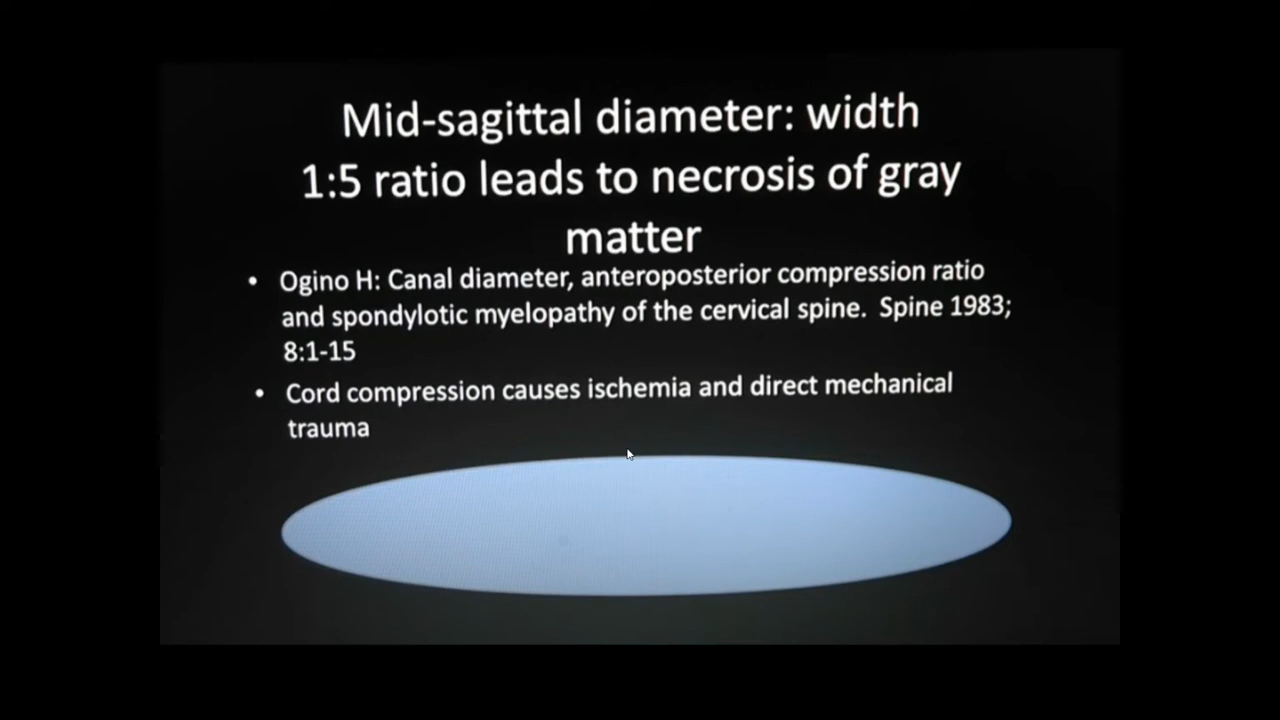 Mid-sagittal diameter: width
1:5 ratio leads to necrosis of gray
matter
• Ogino H: Canal diameter, anteroposterior compression ratio
and spondylotic myelopathy of the cervical spine. Spine 1983;
8:1-15
• Cord compression causes ischemia and direct mechanical
trauma